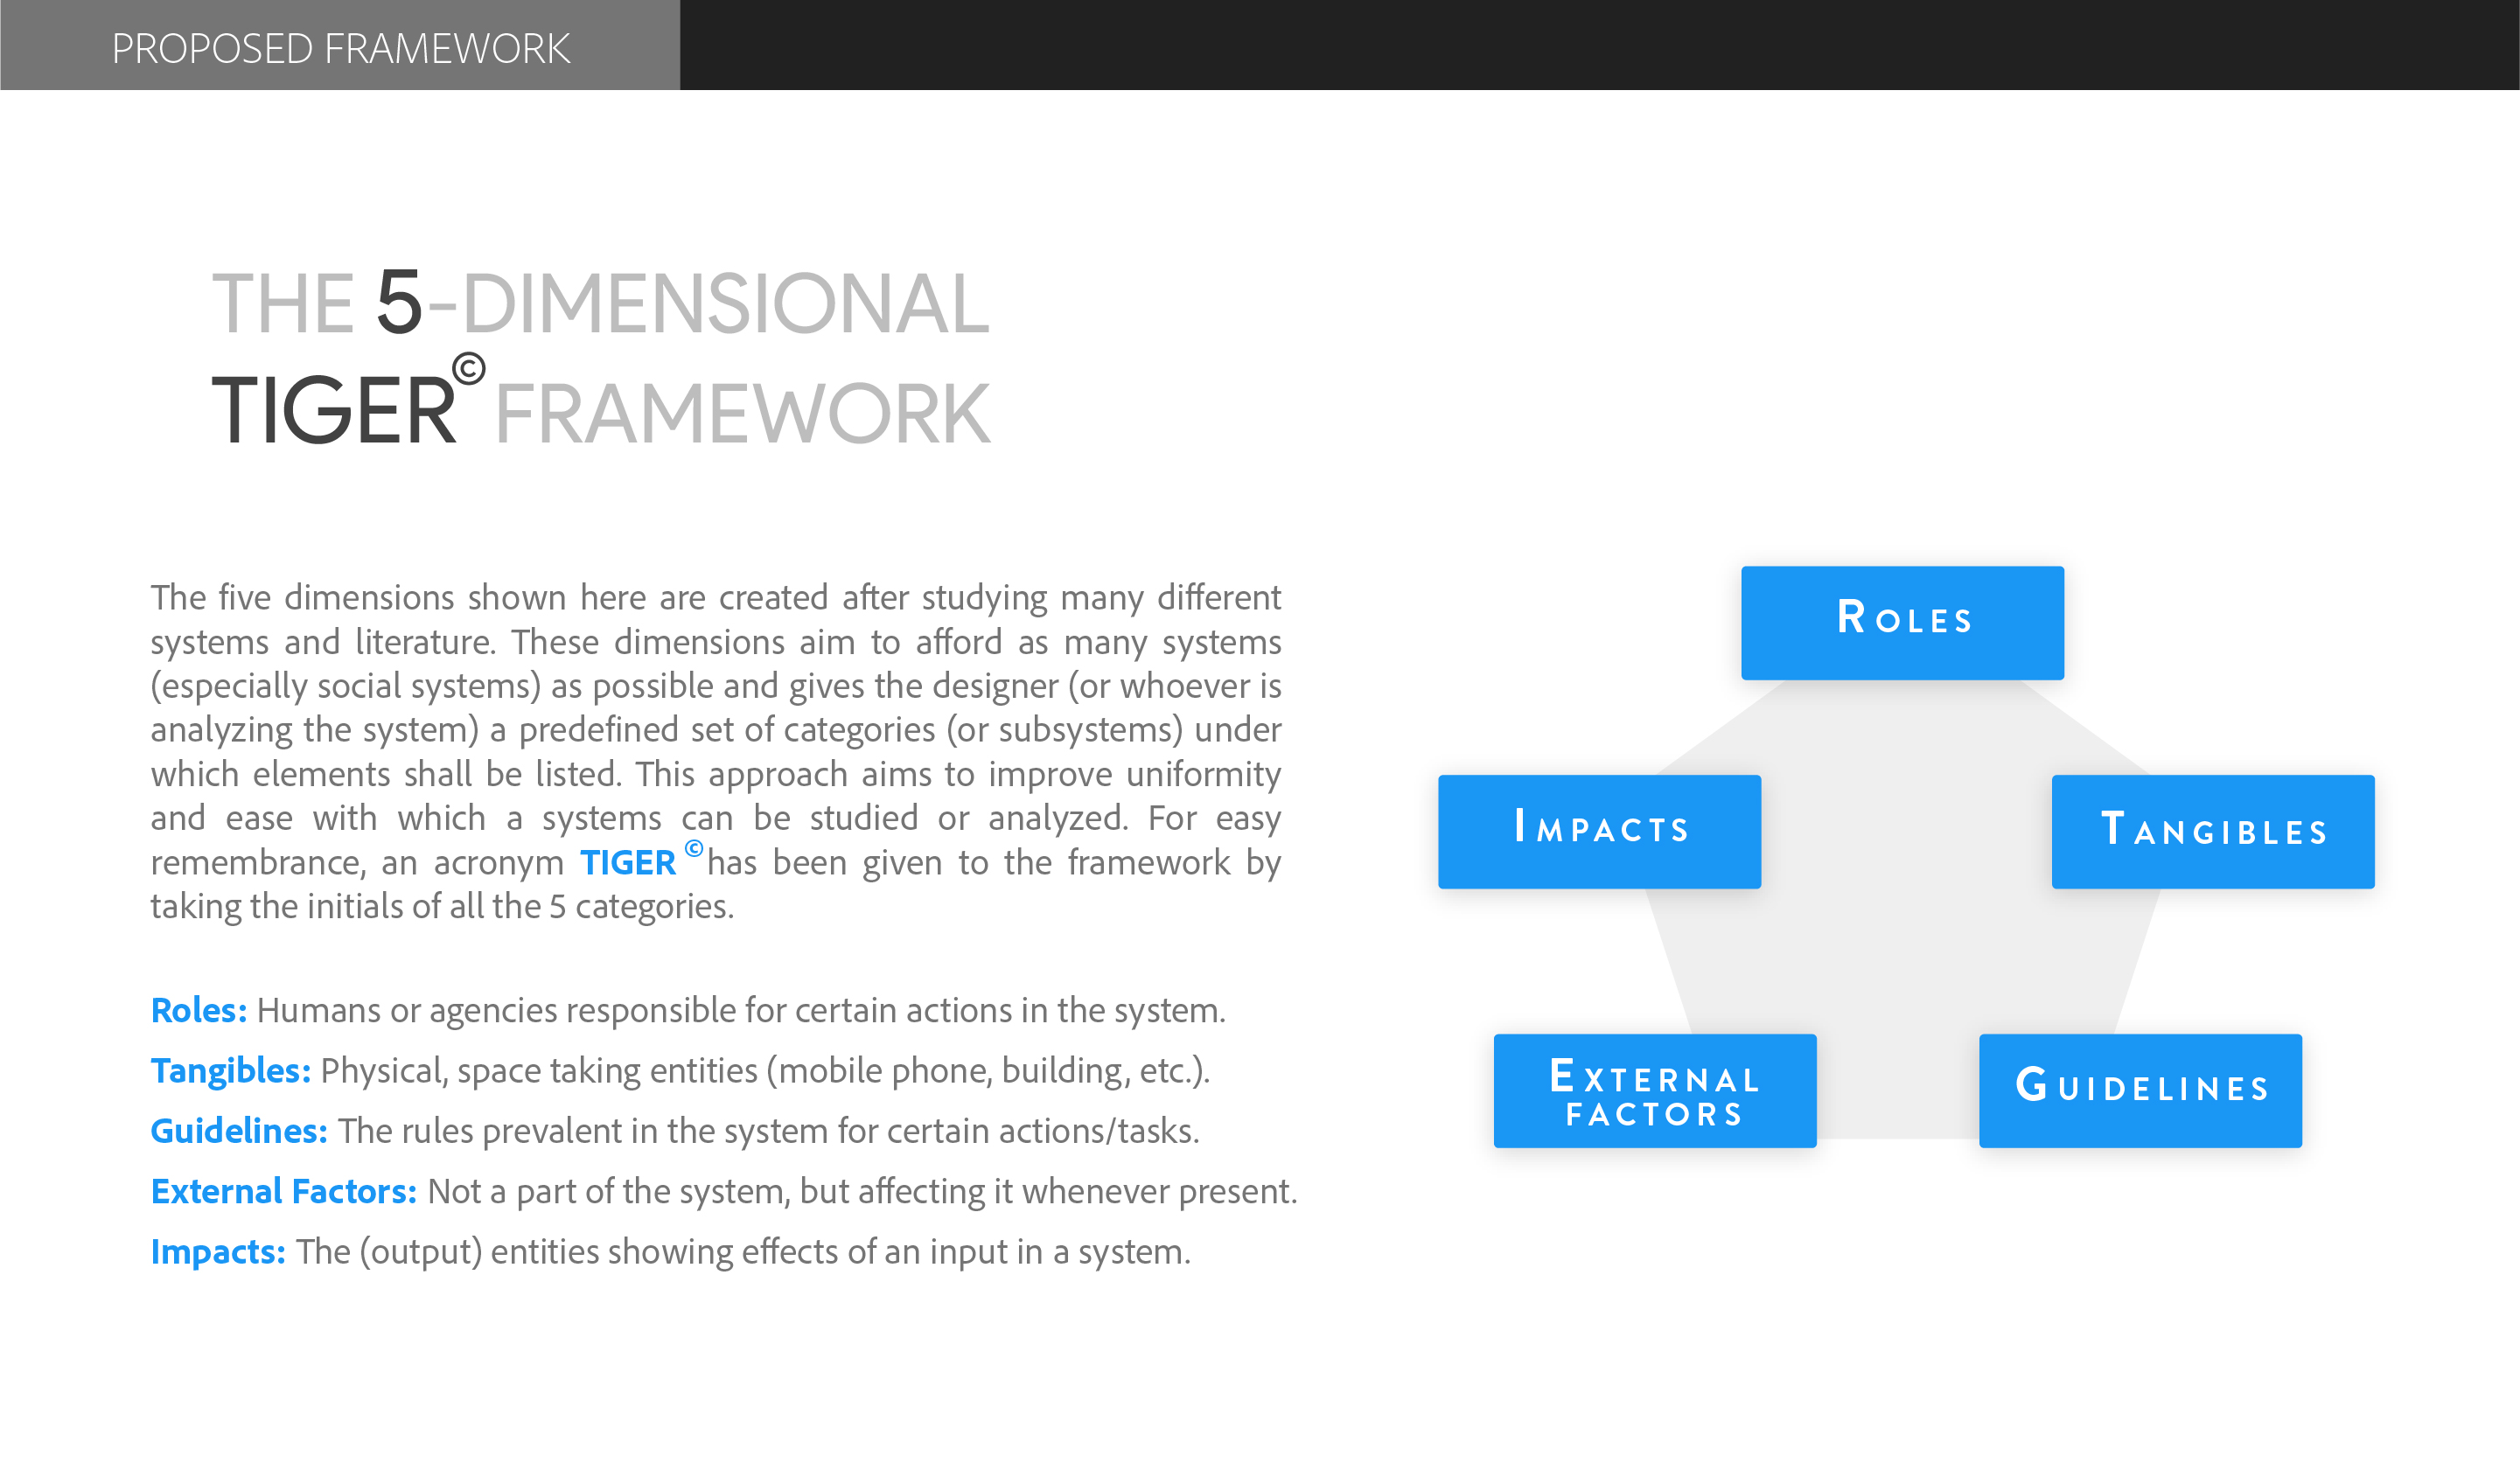 PROPOSED FRAMEWORK
THE 5-DIMENSIONAL
TIGER© FRAMEWORK
The five dimensions shown here are created after studying many different
systems and literature. These dimensions aim to afford as many systems
(especially social systems) as possible and gives the designer (or whoever is
analyzing the system) a predefined set of categories (or subsystems) under
which elements shall be listed. This approach aims to improve uniformity
and ease with which a systems can be studied or analyzed. For easy
remembrance, an acronym TIGER © has been given to the framework by
taking the initials of all the 5 categories.
Roles: Humans or agencies responsible for certain actions in the system.
Tangibles: Physical, space taking entities (mobile phone, building, etc.).
Guidelines: The rules prevalent in the system for certain actions/tasks.
External Factors: Not a part of the system, but affecting it whenever present.
Impacts: The (output) entities showing effects of an input in a system.
ROLES
IMPACTS
TANGIBLES
EXTERNAL
FACTORS
GUIDELINES